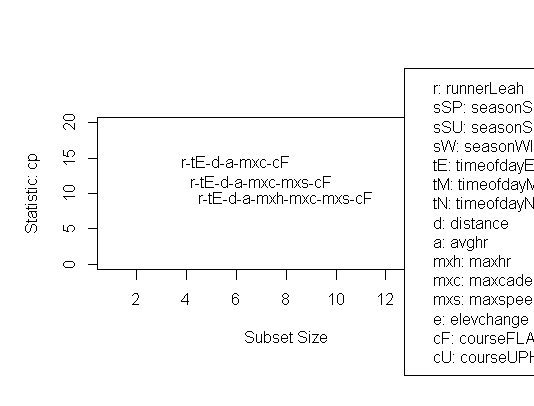 Statistic: cp
20
15
10
5
0
r-tE-d-a-mxc-cF
r-tE-d-a-mxc-mxs-cF
r-tE-d-a-mxh-mxc-mxs-cF
2 4 6 8 10 12
Subset Size
r: runnerLeah
sSP: seasonS
sSU: seasonS
sW: seasonWI
tE: timeofdayE
tM: timeofdayM
tN: timeofdayN
d: distance
a: avghr
mxh: maxhr
mxc: maxcade
mxs: maxspee
e: elevchange
cF: courseFLA
cU: courseUPH